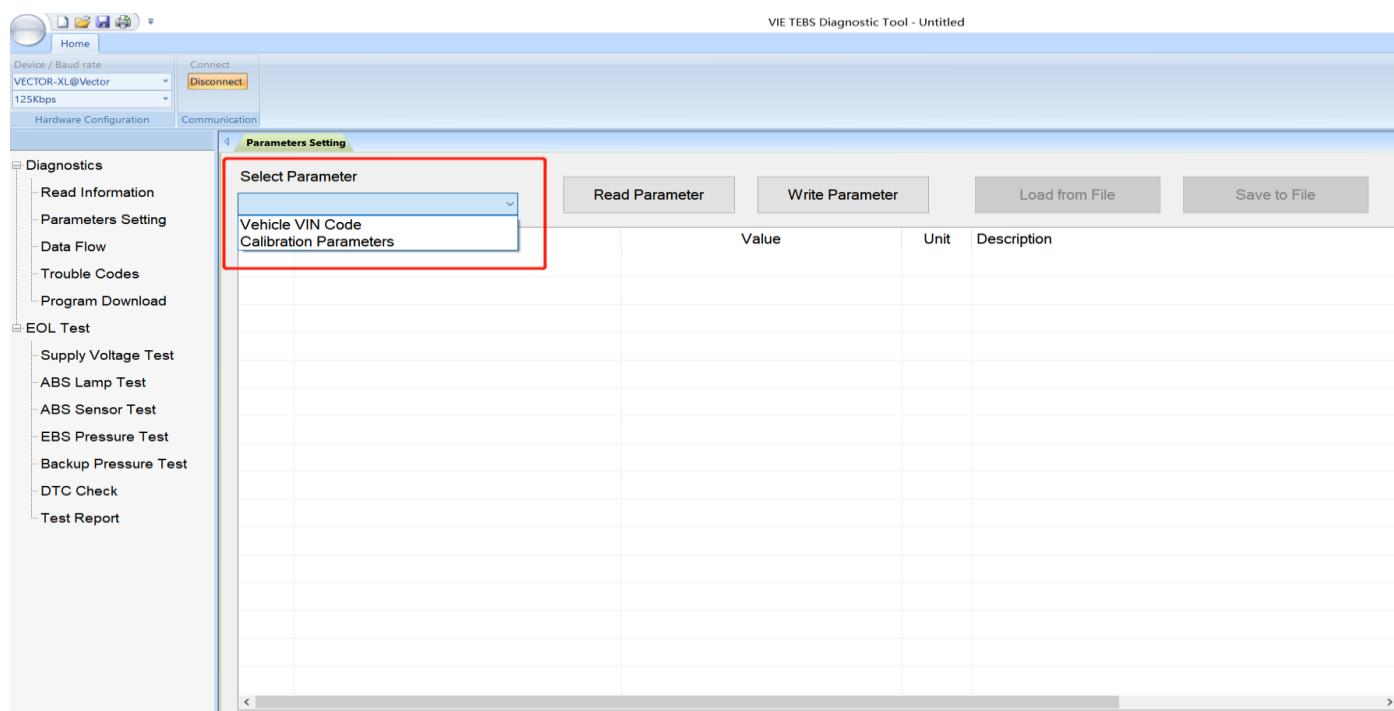 VIE TEBS Diagnostic Tool - Untitled
Home
Device / Baud rate
Connect
VECTOR-XL@Vector
Disconnect
125Kbps
Hardware Configuration
Communication
Parameters Setting
Diagnostics
Read Information
Parameters Setting
Data Flow
Trouble Codes
Program Download
EOL Test
Supply Voltage Test
ABS Lamp Test
ABS Sensor Test
EBS Pressure Test
Backup Pressure Test
DTC Check
Test Report
Select Parameter
Vehicle VIN Code
Calibration Parameters
Read Parameter
Write Parameter
Load from File
Save to File
Value
Unit
Description